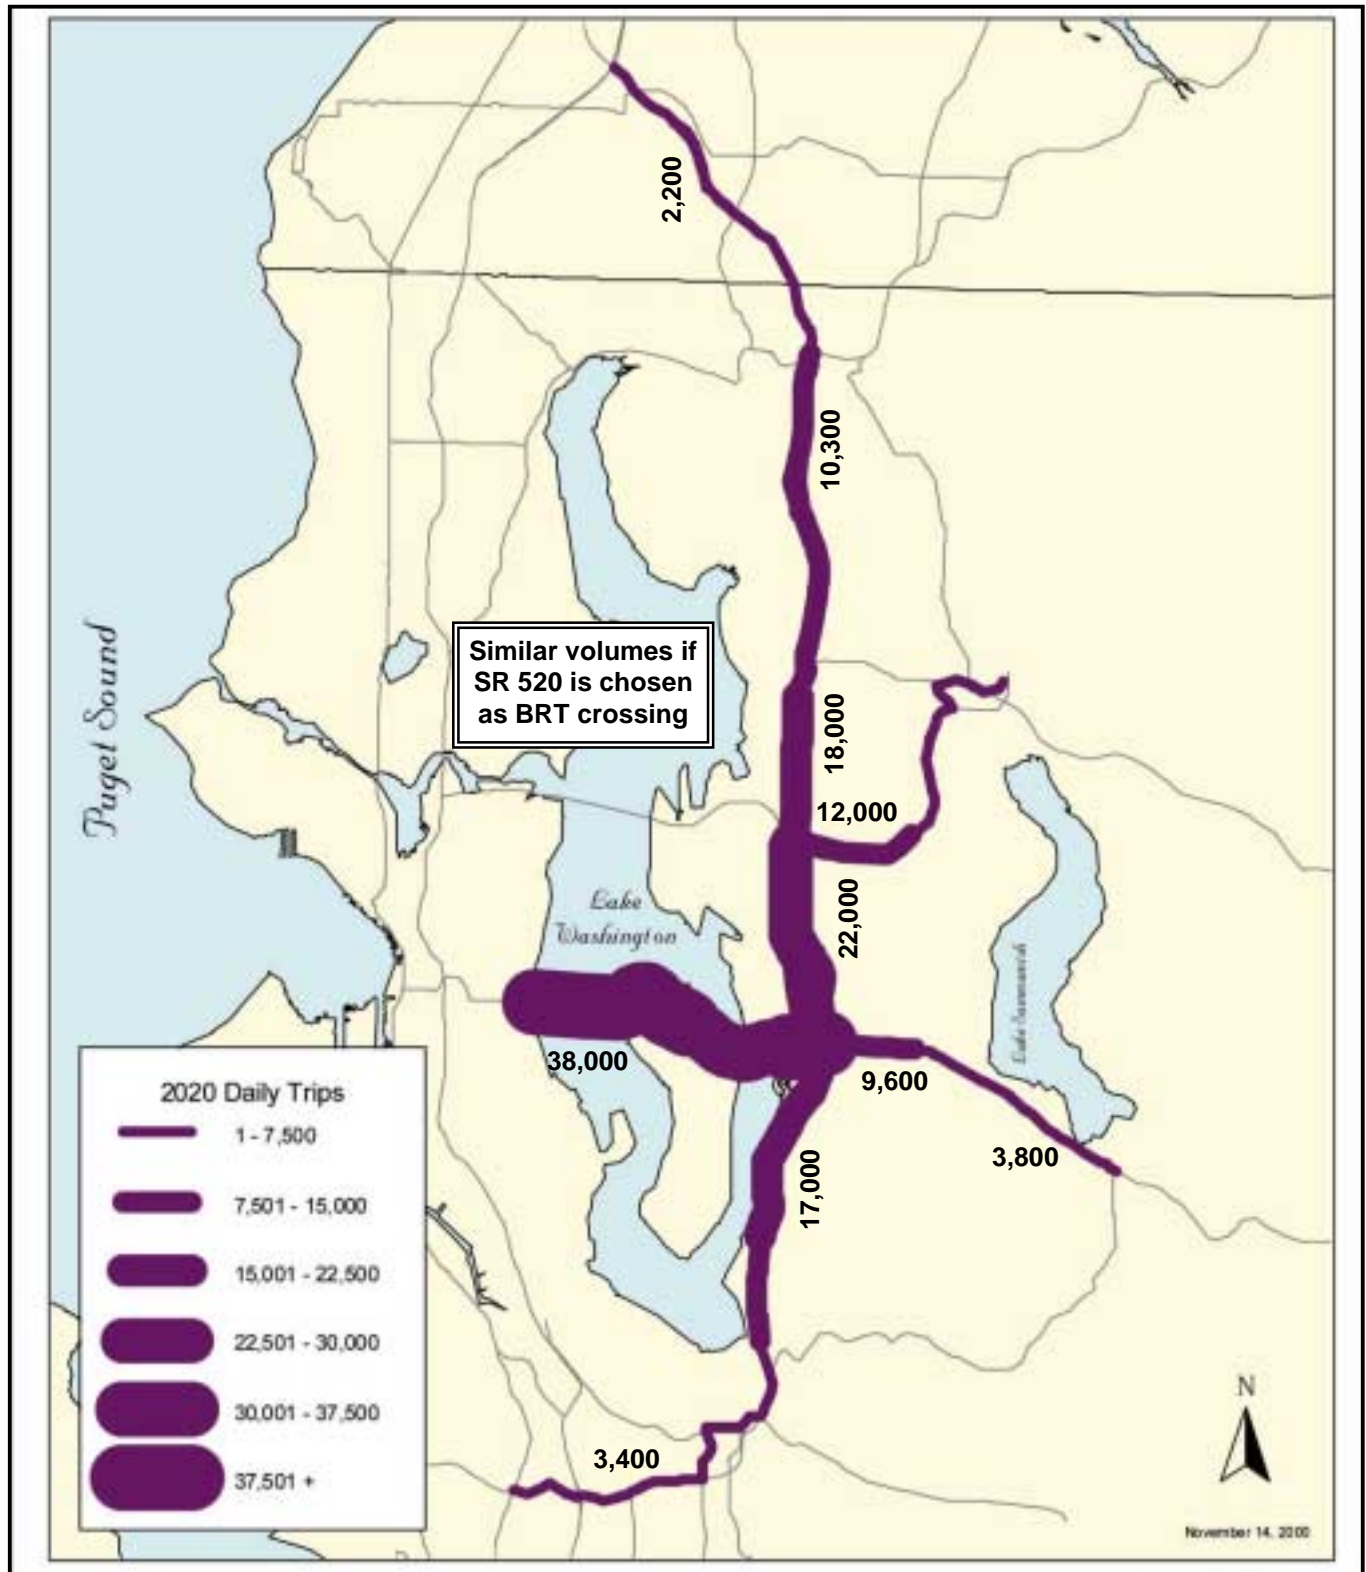 2,200
10,300
Puget Sound
Similar volumes if
SR 520 is chosen
as BRT crossing
18,000
12,000
22,000
Lake
Washington
Lake Sammamish
38,000
9,600
3,800
17,000
3,400
2020 Daily Trips
1 - 7,500
7,501 - 15,000
15,001 - 22,500
22,501 - 30,000
30,001 - 37,500
37,501 +
N
November 14, 2000